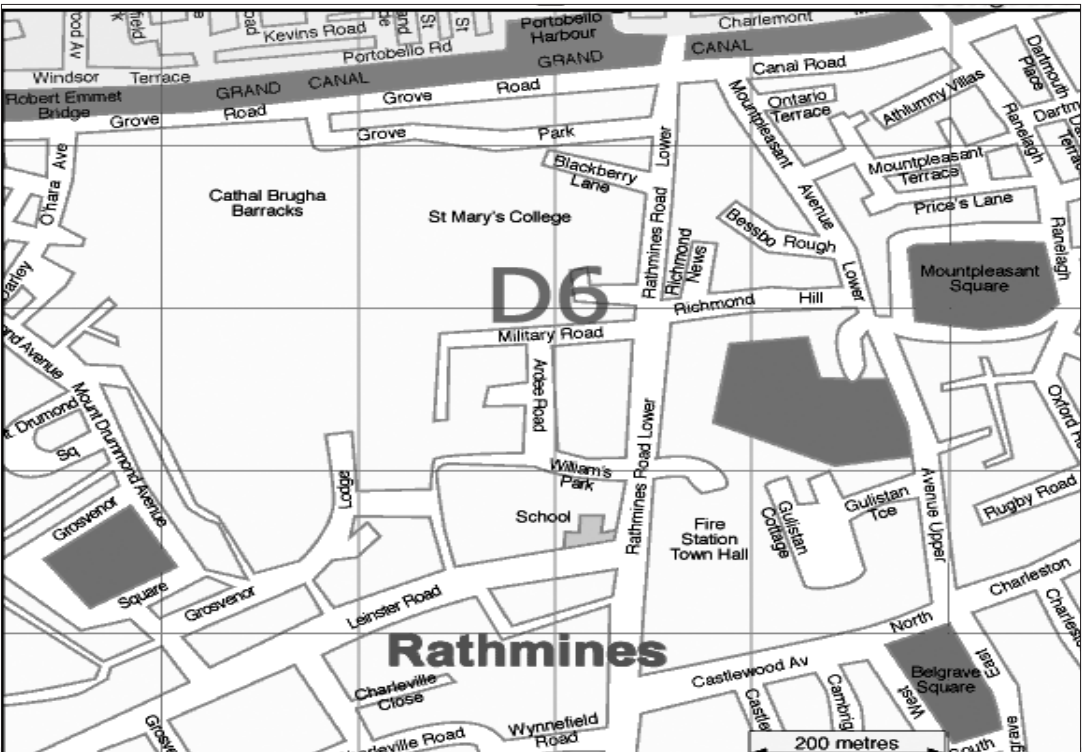 Kevins Road
St
St
Portobello
Harbour
Charlemont
Portobello Rd
GRAND
CANAL
Windsor
Terrace
GRAND
CANAL
Canal Road
Dartmouth
Place
Robert Emmet
Bridge
Grove
Road
Grove
Road
Ontario
Terrace
Athlumny Villas
Mountpleasant
Avenue
Lower
Ranelagh
Grove
Park
O'hara Ave
Blackberry
Lane
Rathmines Road
Lower
Mountpleasant
Terrace
Price's Lane
Cathal Brugha
Barracks
St Mary's College
Bessbo Rough
Ranelagh
Richmond
News
Mountpleasant
Square
D6
Richmond
Hill
Military Road
Ardee Road
Mount Drummond Avenue
Drumond
Sq
Rathmines Road Lower
William's
Park
Lodge
Grosvenor
Square
School
Fire
Station
Town Hall
Gulistan
Cottage
Gulistan
Tce
Avenue Upper
Rugby Road
Grosvenor
Leinster Road
Charleston
North
Rathmines
Castlewood Av
Belgrave
Square
East
West
South
Charleville
Close
Wynnefield
Road
200 metres